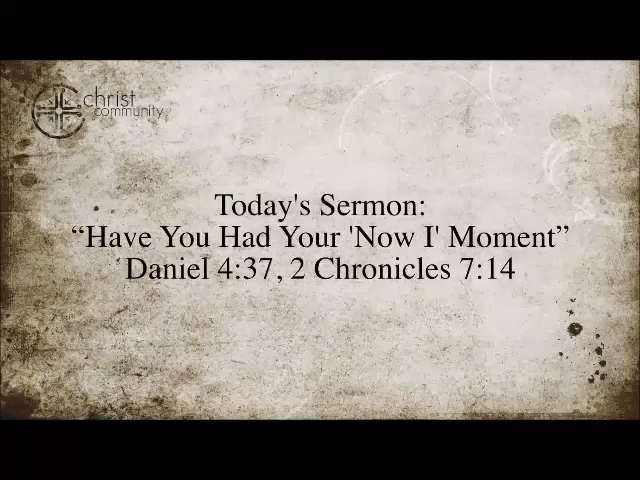 christ
community
Today's Sermon:
“Have You Had Your 'Now I' Moment”
Daniel 4:37, 2 Chronicles 7:14